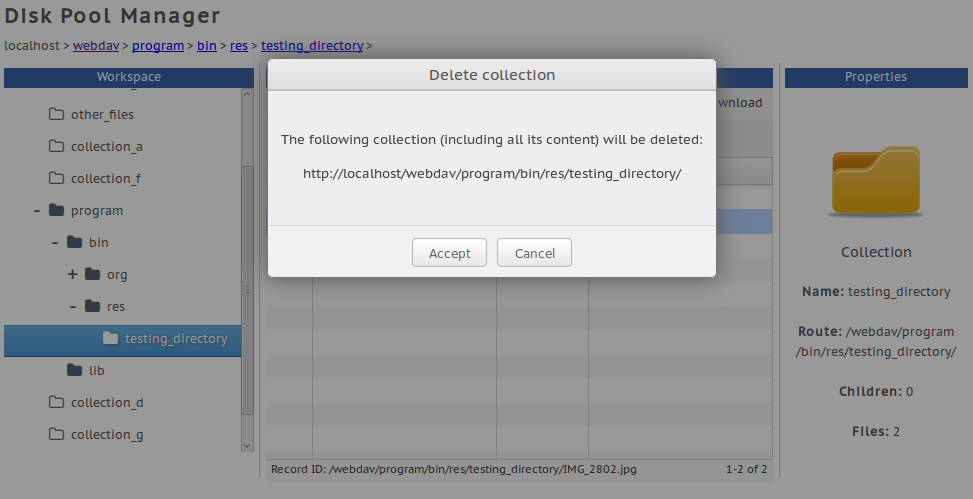 Disk Pool Manager
localhost > webdav > program > bin > res > testing_directory >
Workspace
other_files
collection_a
collection_f
- program
- bin
+ org
- res
testing_directory
lib
collection_d
collection_g
Delete collection
The following collection (including all its content) will be deleted:
http://localhost/webdav/program/bin/res/testing_directory/
Accept
Cancel
wnload
Record ID: /webdav/program/bin/res/testing_directory/IMG_2802.jpg
1-2 of 2
Properties
Collection
Name: testing_directory
Route: /webdav/program
/bin/res/testing_directory/
Children: 0
Files: 2